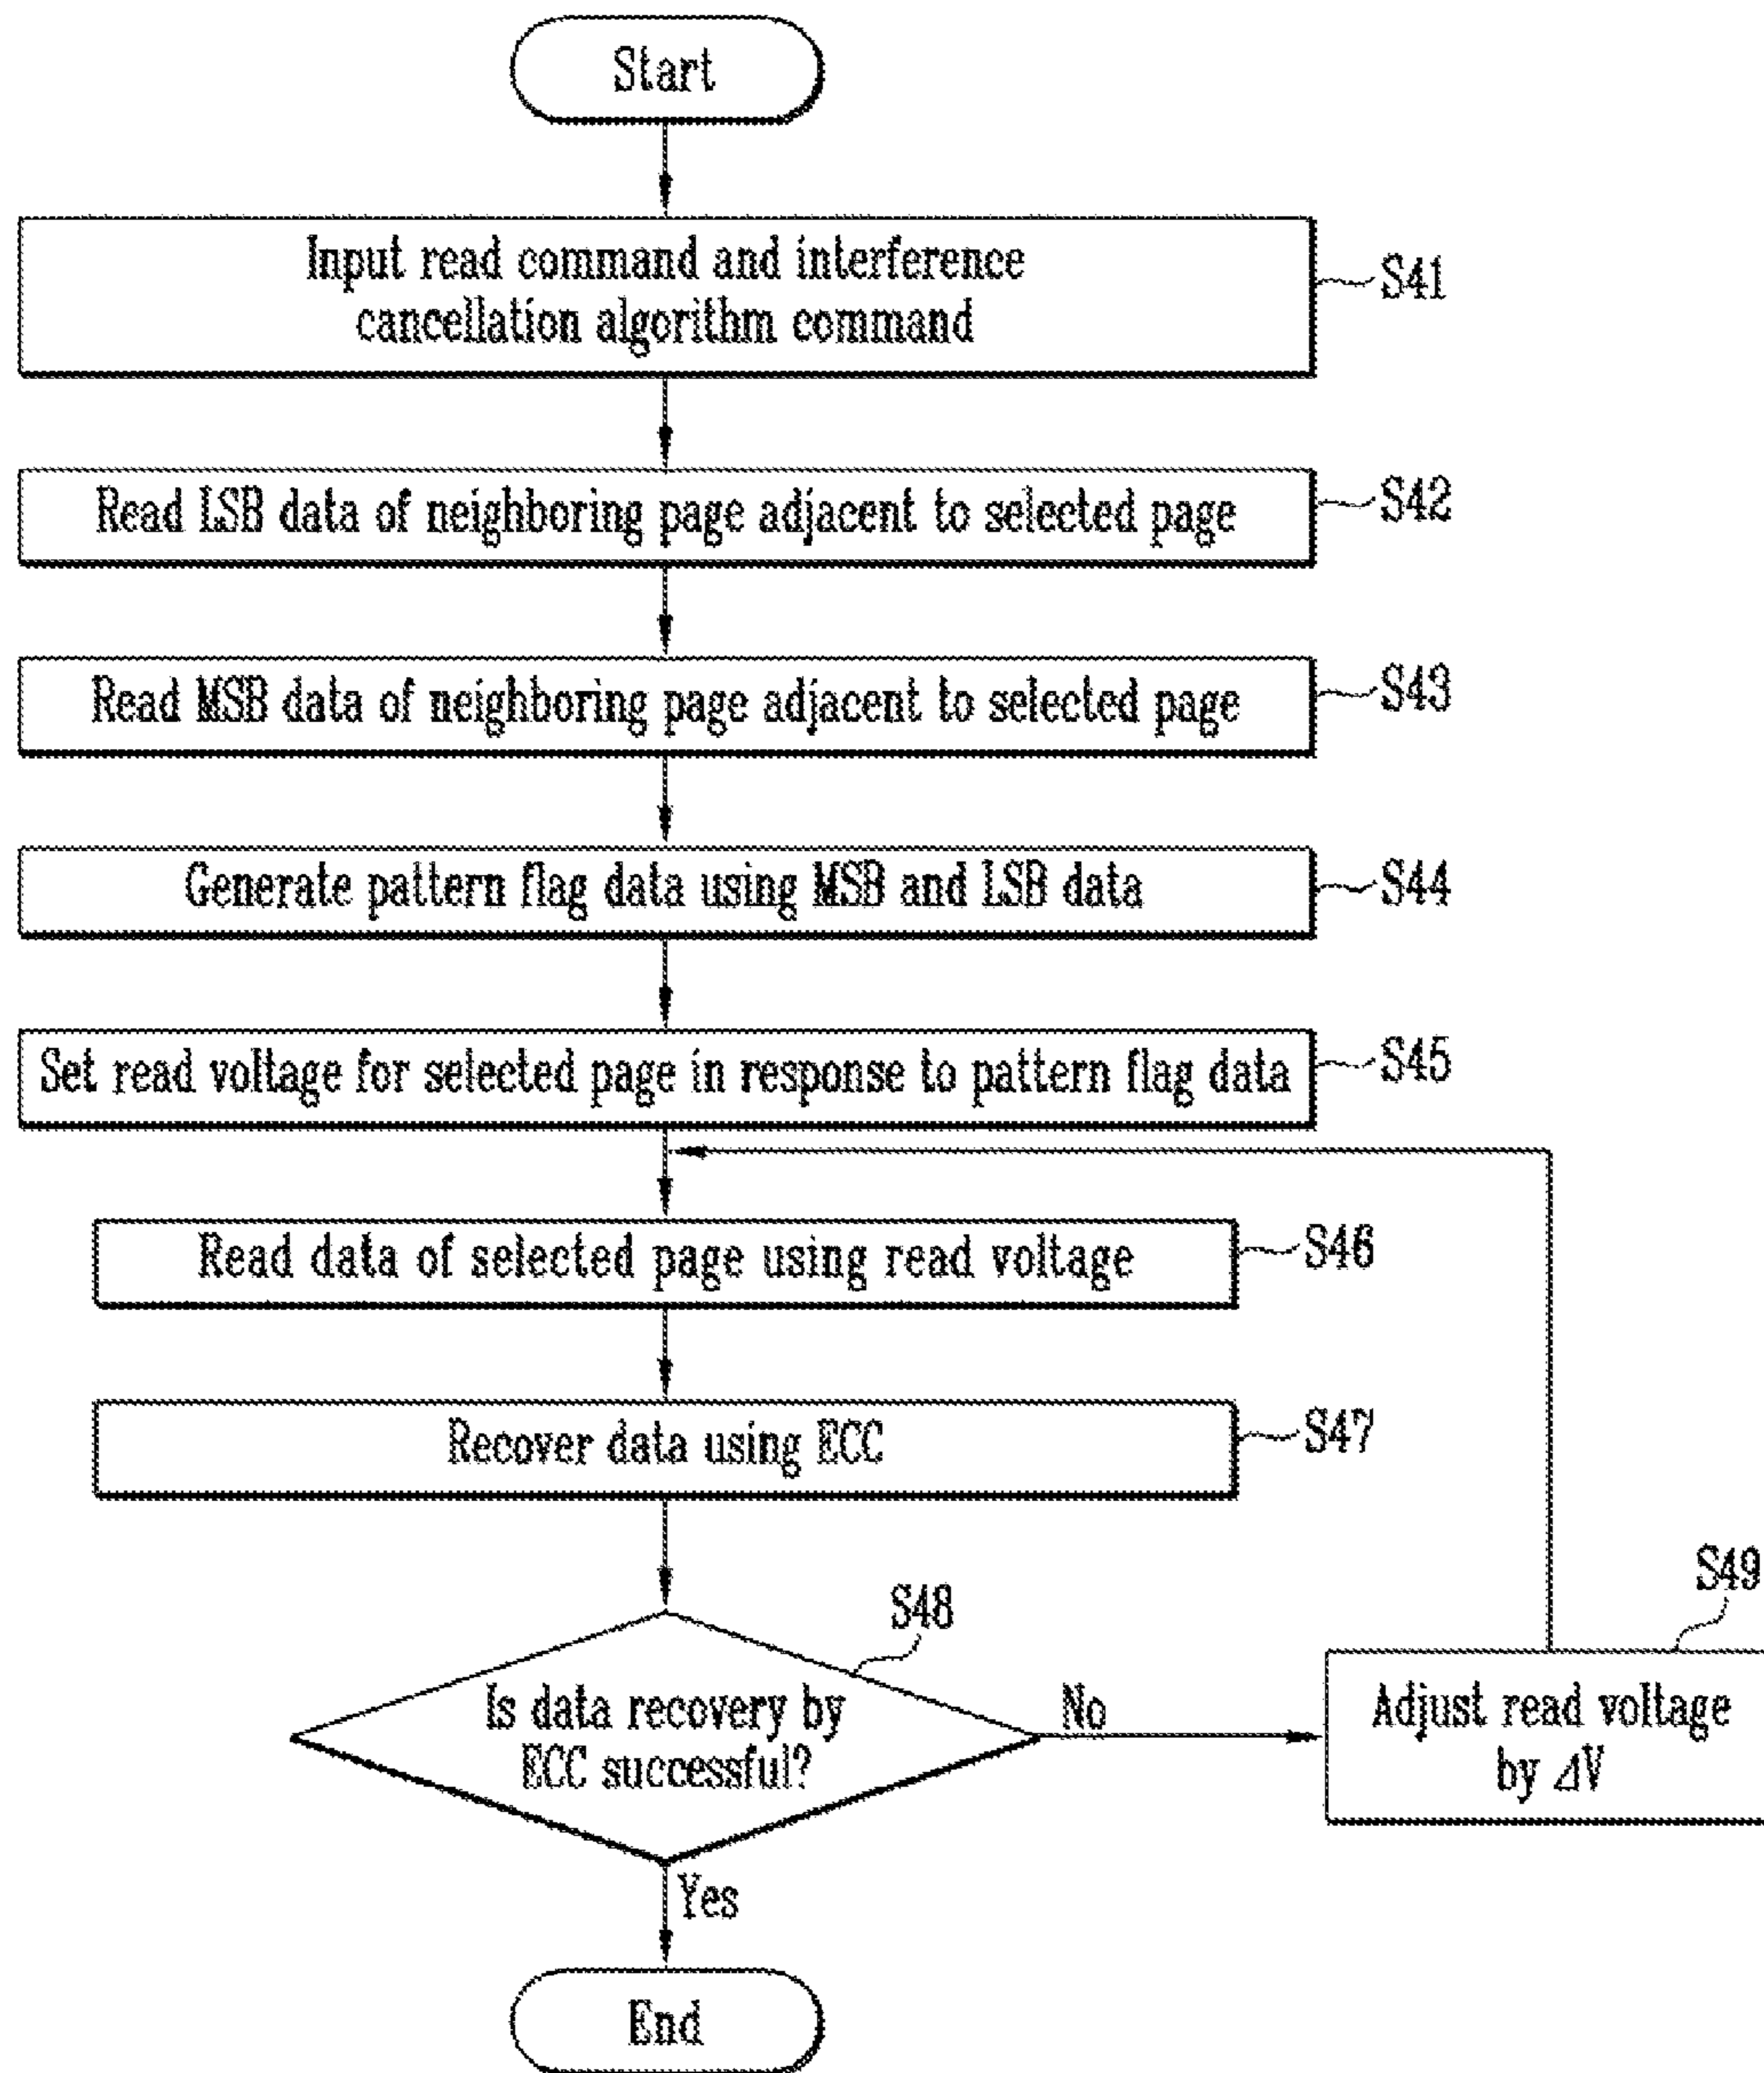 Start
Input read command and interference
cancellation algorithm command
S41
Read LSB data of neighboring page adjacent to selected page
S42
Read MSB data of neighboring page adjacent to selected page
S43
Generate pattern flag data using MSB and LSB data
S44
Set read voltage for selected page in response to pattern flag data
S45
Read data of selected page using read voltage
S46
Recover data using ECC
S47
S48
Is data recovery by
ECC successful?
No
S49
Adjust read voltage
by ⊿V
Yes
End